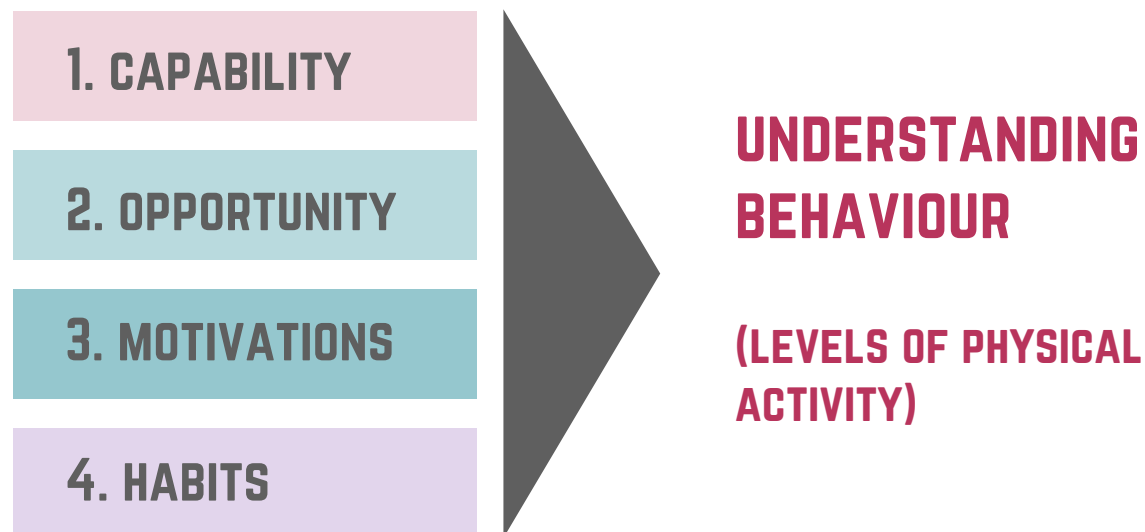 1. CAPABILITY
2. OPPORTUNITY
3. MOTIVATIONS
4. HABITS
UNDERSTANDING
BEHAVIOUR
(LEVELS OF PHYSICAL
ACTIVITY)